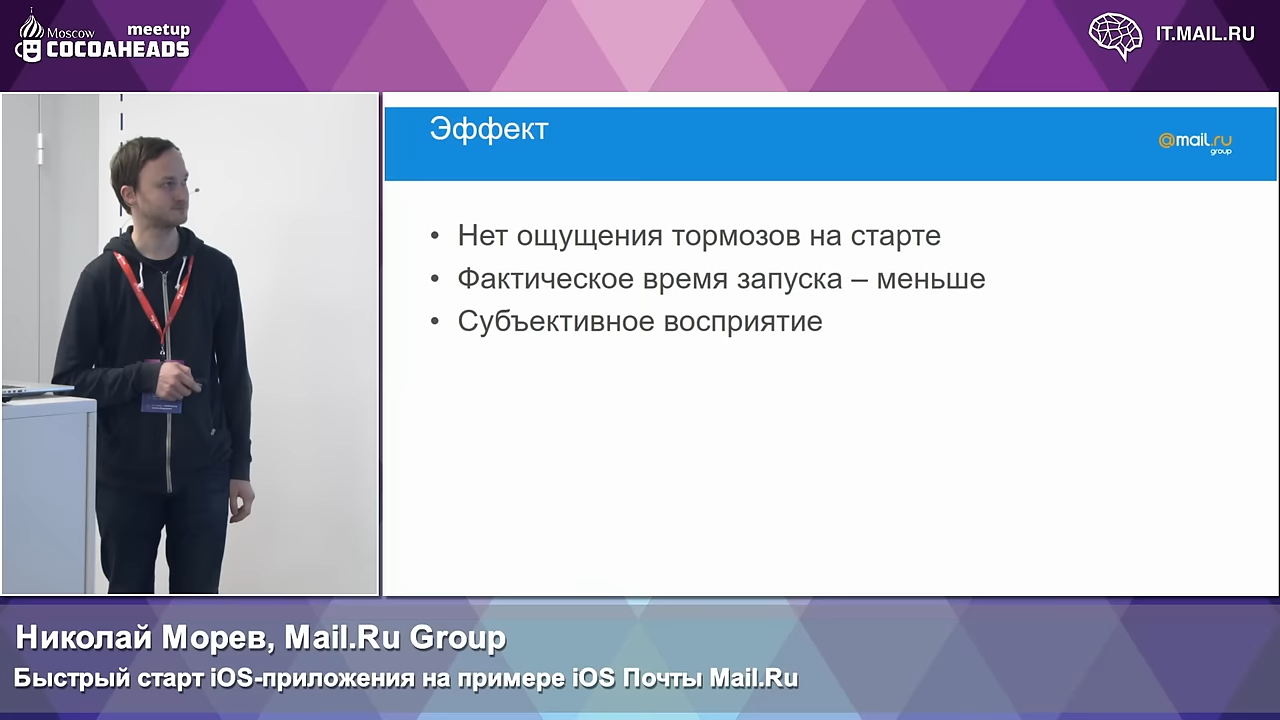 Moscow
meetup
COCOAHEADS
IT.MAIL.RU
Эффект
@mail.ru
group
• Нет ощущения тормозов на старте
• Фактическое время запуска – меньше
• Субъективное восприятие
Николай Морев, Mail.Ru Group
Быстрый старт iOS-приложения на примере iOS Почты Mail.Ru